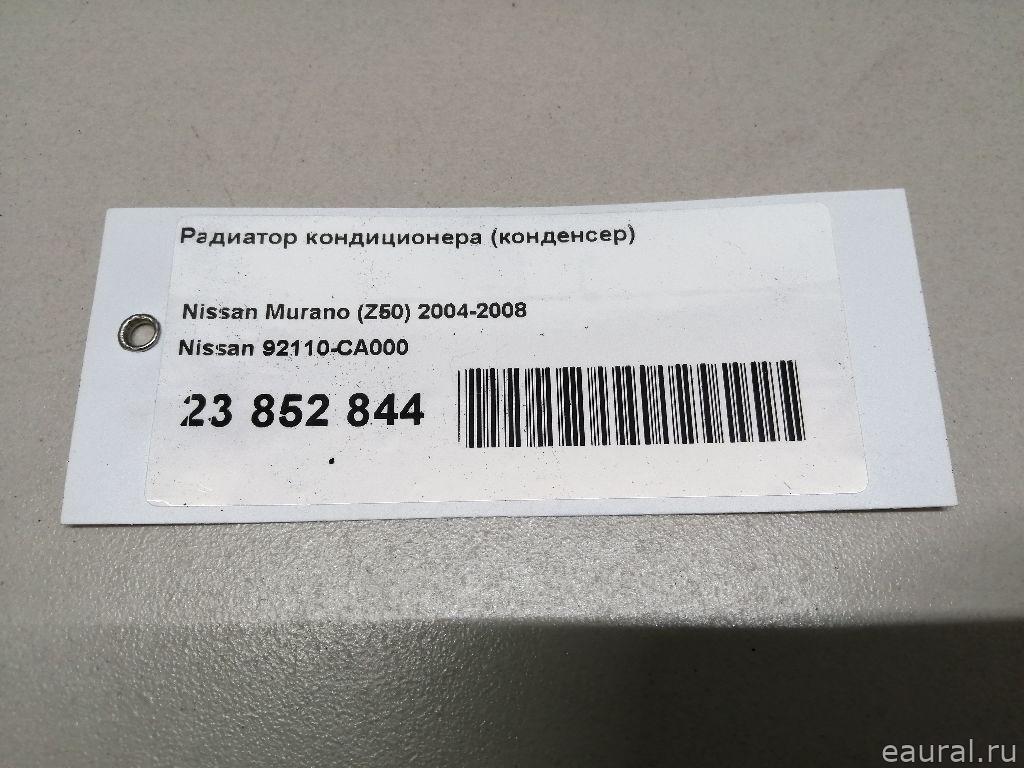 Радиатор кондиционера (конденсер)
Nissan Murano (Z50) 2004-2008
Nissan 92110-CA000
23 852 844
eaural.ru